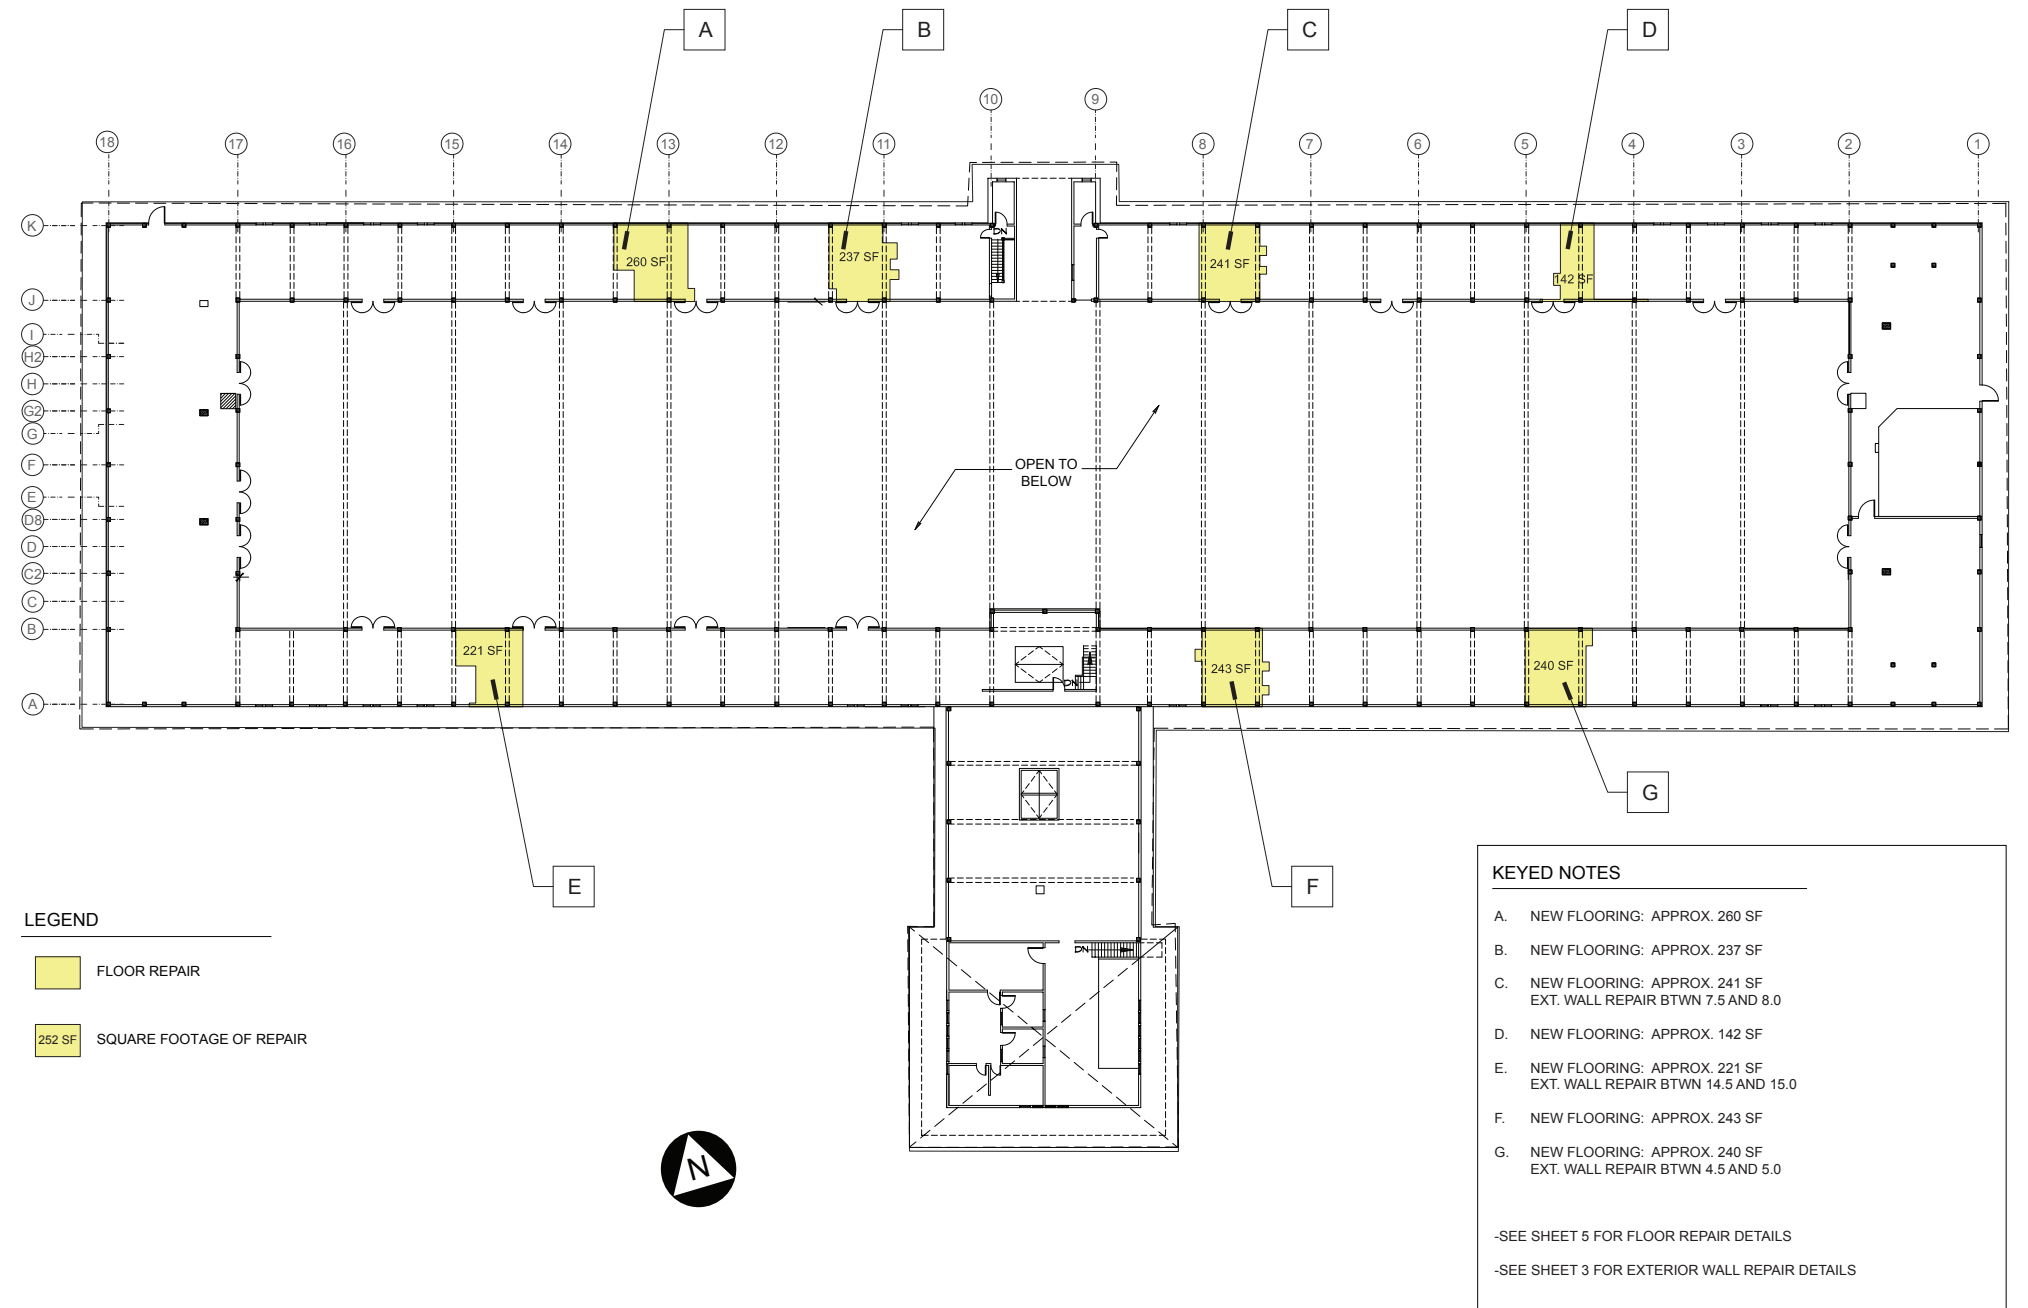 A
B
C
D
10
9
18
17
16
15
14
13
12
11
8
7
6
5
4
3
2
1
K
DN
237 SF
260 SF
241 SF
142 SF
J
I
H2
H
G2
G
F
OPEN TO
BELOW
E
D8
D
C2
C
B
221 SF
243 SF
240 SF
DN
A
G
E
F
DN
LEGEND
FLOOR REPAIR
252 SF
SQUARE FOOTAGE OF REPAIR
N
KEYED NOTES
A. NEW FLOORING: APPROX. 260 SF
B. NEW FLOORING: APPROX. 237 SF
C. NEW FLOORING: APPROX. 241 SF
EXT. WALL REPAIR BTWN 7.5 AND 8.0
D. NEW FLOORING: APPROX. 142 SF
E. NEW FLOORING: APPROX. 221 SF
EXT. WALL REPAIR BTWN 14.5 AND 15.0
F. NEW FLOORING: APPROX. 243 SF
G. NEW FLOORING: APPROX. 240 SF
EXT. WALL REPAIR BTWN 4.5 AND 5.0
-SEE SHEET 5 FOR FLOOR REPAIR DETAILS
-SEE SHEET 3 FOR EXTERIOR WALL REPAIR DETAILS